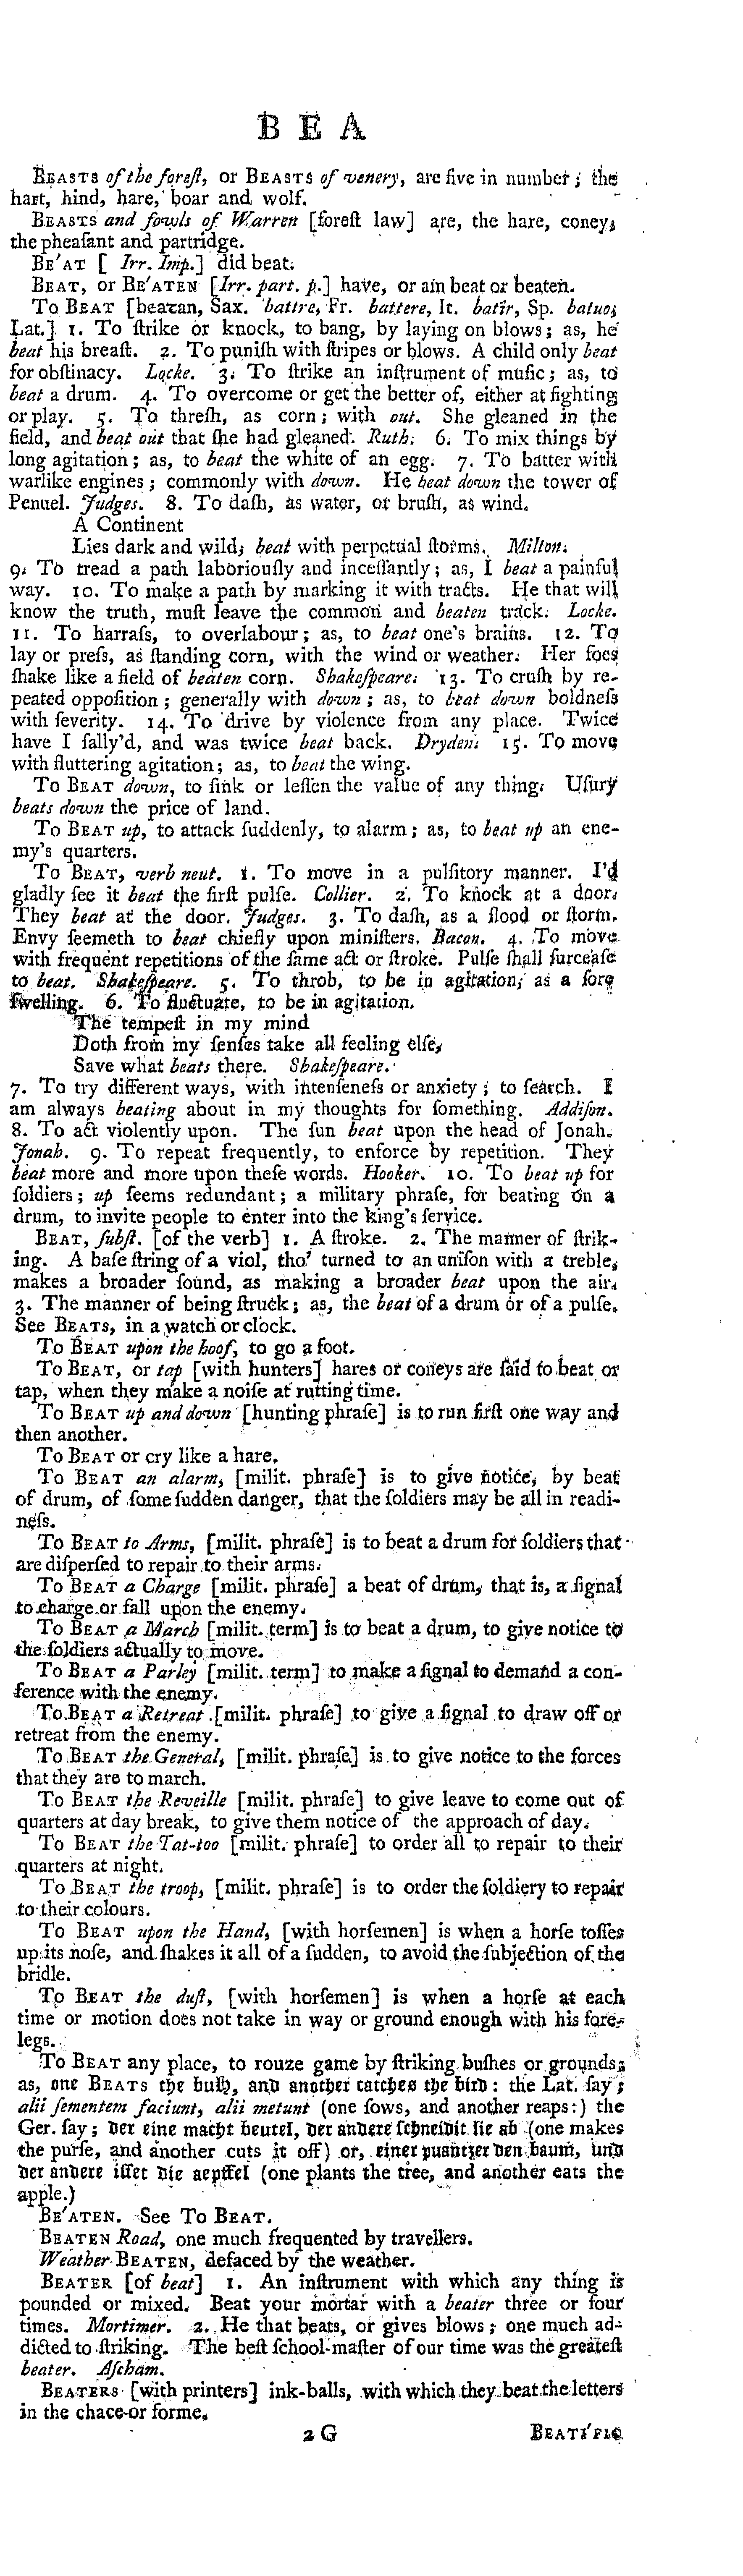 B E A
BEASTS of the foreſt, or BEASTS of venery, are five in number; the
hart, hind, hare, boar and wolf.
BEASTS and fowls of Warren [foreſt law] are, the hare, coney,
the pheaſant and partridge.
BE'AT [ Irr. Imp.] did beat.
BEAT, or BE'ATEN [Irr. part. p.] have, or am beat or beaten.
To BEAT [beaꞇan, Sax. battre, Fr. battere, It. batir, Sp. batuo,
Lat.] 1. To ſtrike or knock, to bang, by laying on blows; as, he
beat his breaſt. 2. To puniſh with ſtripes or blows. A child only beat
for obſtinacy. Locke. 3. To ſtrike an inſtrument of muſic; as, to
beat a drum. 4. To overcome or get the better of, either at fighting
or play. 5. To threſh, as corn; with out. She gleaned in the
field, and beat out that ſhe had gleaned. Ruth. 6. To mix things by
long agitation; as, to beat the white of an egg. 7. To batter with
warlike engines; commonly with down. He beat down the tower of
Penuel. Judges. 8. To daſh, as water, or bruſh, as wind.
A Continent
Lies dark and wild, beat with perpetual ſtorms. Milton.
9. To tread a path laboriouſly and inceſſantly; as, I beat a painful
way. 10. To make a path by marking it with tracts. He that will
know the truth, muſt leave the common and beaten track. Locke.
11. To harraſs, to overlabour; as, to beat one's brains. 12. To
lay or preſs, as ſtanding corn, with the wind or weather. Her foes
ſhake like a field of beaten corn. Shakeſpeare. 13. To cruſh by re-
peated oppoſition; generally with down; as, to beat down boldneſs
with ſeverity. 14. To drive by violence from any place. Twice
have I ſally'd, and was twice beat back. Dryden. 15. To move
with fluttering agitation; as, to beat the wing.
To BEAT down, to ſink or leſſen the value of any thing. Uſury
beats down the price of land.
To BEAT up, to attack ſuddenly, to alarm; as, to beat up an ene-
my's quarters.
To BEAT, verb neut. 1. To move in a pulſitory manner. I'd
gladly ſee it beat the firſt pulſe. Collier. 2. To knock at a door.
They beat at the door. Judges. 3. To daſh, as a flood or ſtorm.
Envy ſeemeth to beat chiefly upon miniſters. Bacon. 4. To move
with frequent repetitions of the ſame act or ſtroke. Pulſe ſhall ſurceaſe
to beat. Shakeſpeare. 5. To throb, to be in agitation, as a ſore
ſwelling. 6. To fluctuate, to be in agitation.
The tempeſt in my mind
Doth from my ſenſes take all feeling elſe,
Save what beats there. Shakeſpeare.
7. To try different ways, with intenſeneſs or anxiety; to ſearch. I
am always beating about in my thoughts for ſomething. Addiſon.
8. To act violently upon. The ſun beat upon the head of Jonah.
Jonah. 9. To repeat frequently, to enforce by repetition. They
beat more and more upon theſe words. Hooker. 10. To beat up for
ſoldiers; up ſeems redundant; a military phraſe, for beating on a
drum, to invite people to enter into the king's ſervice.
BEAT, ſubſt. [of the verb] 1. A ſtroke. 2. The manner of ſtrik-
ing. A baſe ſtring of a viol, tho' turned to an uniſon with a treble,
makes a broader ſound, as making a broader beat upon the air.
3. The manner of being ſtruck; as, the beat of a drum or of a pulſe.
See BEATS, in a watch or clock.
To BEAT upon the hoof, to go a foot.
To BEAT, or tap [with hunters] hares or coneys are ſaid to beat or
tap, when they make a noiſe at rutting time.
To BEAT up and down [hunting phraſe] is to run firſt one way and
then another.
To BEAT or cry like a hare.
To BEAT an alarm, [milit. phraſe] is to give notice, by beat
of drum, of ſome ſudden danger, that the ſoldiers may be all in readi-
neſs.
To BEAT to Arms, [milit. phraſe] is to beat a drum for ſoldiers that
are diſperſed to repair to their arms.
To BEAT a Charge [milit. phraſe] a beat of drum, that is, a ſignal
to charge or fall upon the enemy.
To BEAT a March [milit. term] is to beat a drum, to give notice to
the ſoldiers actually to move.
To BEAT a Parley [milit. term] to make a ſignal to demand a con-
ference with the enemy.
To BEAT a Retreat [milit. phraſe] to give a ſignal to draw off or
retreat from the enemy.
To BEAT the General, [milit. phraſe] is to give notice to the forces
that they are to march.
To BEAT the Reveille [milit. phraſe] to give leave to come out of
quarters at day break, to give them notice of the approach of day.
To BEAT the Tat-too [milit. phraſe] to order all to repair to their
quarters at night.
To BEAT the troop, [milit. phraſe] is to order the ſoldiery to repair
to their colours.
To BEAT upon the Hand, [with horſemen] is when a horſe toſſes
up its noſe, and ſhakes it all of a ſudden, to avoid the ſubjection of the
bridle.
To BEAT the duſt, [with horſemen] is when a horſe at each
time or motion does not take in way or ground enough with his fore-
legs.
To BEAT any place, to rouze game by ſtriking buſhes or grounds;
as, one BEATS the buſh, and another catches the bird: the Lat. ſay;
alii ſementem faciunt, alii metunt (one ſows, and another reaps:) the
Ger. ſay; der eine macht beutel, der andere ſchneidit ſie ab (one makes
the purſe, and another cuts it off) or, einer puantzer den baum, und
der andere iſſet die aepffel (one plants the tree, and another eats the
apple.)
BE'ATEN. See To BEAT.
BEATEN Road, one much frequented by travellers.
Weather BEATEN, defaced by the weather.
BEATER [of beat] 1. An inſtrument with which any thing is
pounded or mixed. Beat your mortar with a beater three or four
times. Mortimer. 2. He that beats, or gives blows; one much ad-
dicted to ſtriking. The beſt ſchool-maſter of our time was the greateſt
beater. Aſcham.
BEATERS [with printers] ink-balls, with which they beat the letters
in the chace or forme.
2 G BEATI'FIC